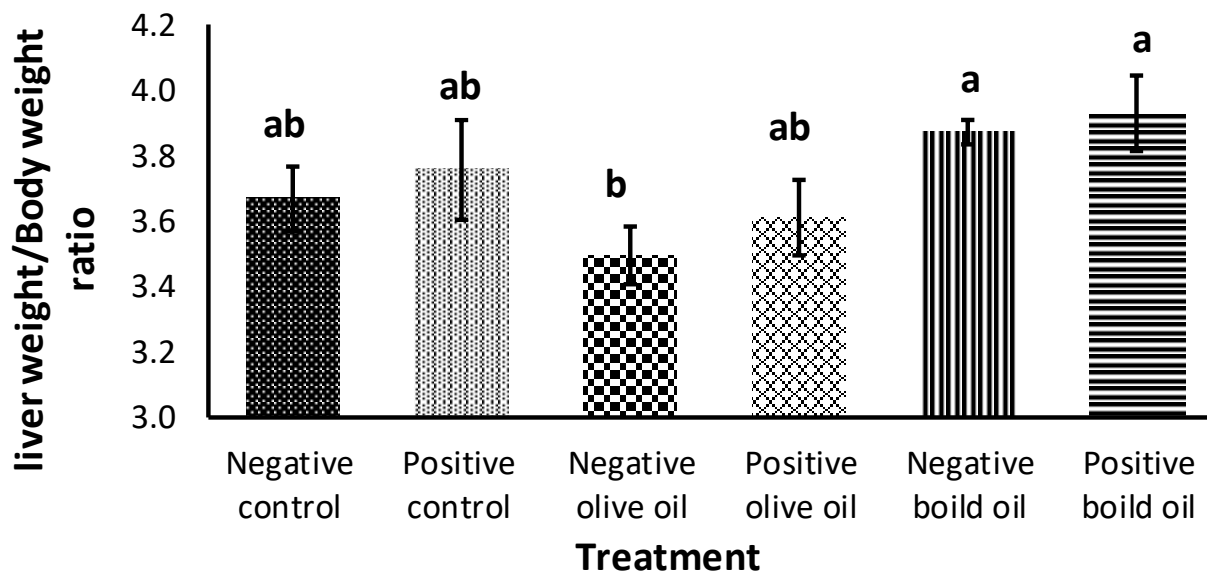 liver weight/Body weight
ratio
4.2
4.0
3.8
3.6
3.4
3.2
3.0
ab
ab
b
ab
a
a
Negative
control
Positive
control
Negative
olive oil
Positive
olive oil
Negative
boild oil
Positive
boild oil
Treatment